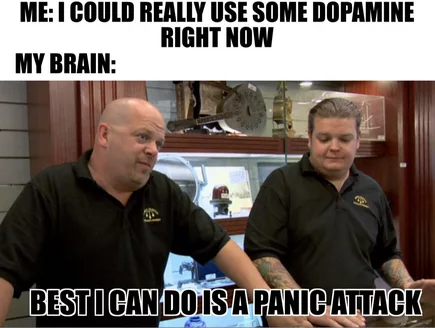 ME: I COULD REALLY USE SOME DOPAMINE
RIGHT NOW
MY BRAIN:
BEST I CAN DO IS A PANIC ATTACK